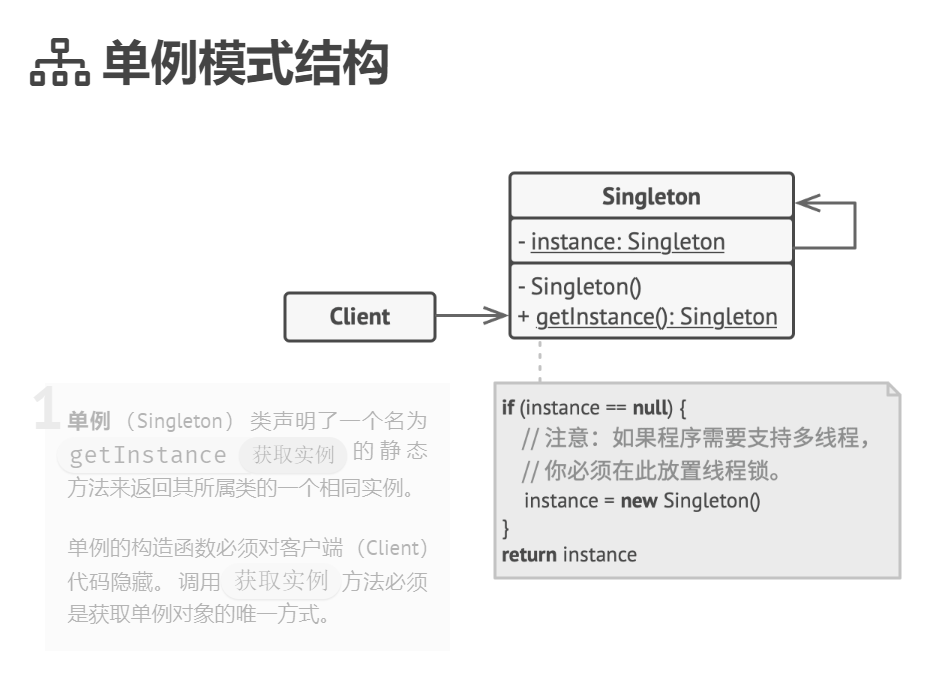 单例模式结构
Singleton
- instance: Singleton
- Singleton()
+ getInstance(): Singleton
Client
1
单例（Singleton）类声明了一个名为
getInstance 获取实例 的静态
方法来返回其所属类的一个相同实例。
单例的构造函数必须对客户端（Client）
代码隐藏。调用 获取实例 方法必须
是获取单例对象的唯一方式。
if (instance == null) {
// 注意：如果程序需要支持多线程，
// 你必须在此放置线程锁。
instance = new Singleton()
}
return instance